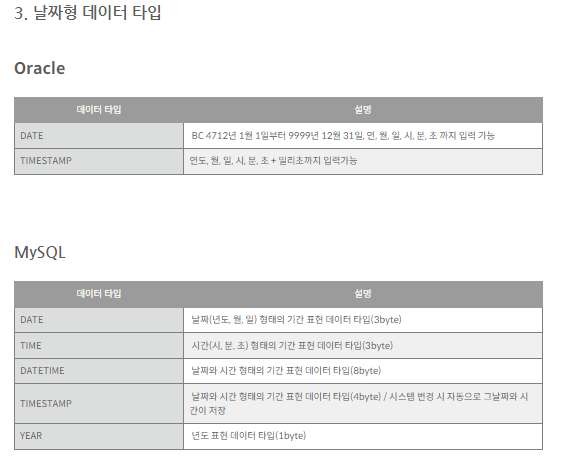 3. 날짜형 데이터 타입
Oracle
데이터 타입 설명
DATE BC 4712년 1월 1일부터 9999년 12월 31일, 연, 월, 일, 시, 분, 초 까지 입력 가능
TIMESTAMP 연도, 월, 일, 시, 분, 초 + 밀리초까지 입력가능
MySQL
데이터 타입 설명
DATE 날짜(년도, 월, 일) 형태의 기간 표현 데이터 타입(3byte)
TIME 시간(시, 분, 초) 형태의 기간 표현 데이터 타입(3byte)
DATETIME 날짜와 시간 형태의 기간 표현 데이터 타입(8byte)
TIMESTAMP 날짜와 시간 형태의 기간 표현 데이터 타입(4byte) / 시스템 변경 시 자동으로 그날짜와 시
간이 저장
YEAR 년도 표현 데이터 타입(1byte)